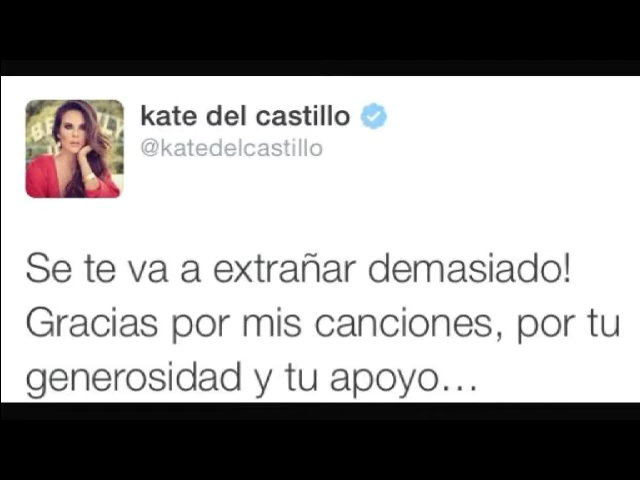 kate del castillo
@katedelcastillo
Se te va a extrañar demasiado!
Gracias por mis canciones, por tu
generosidad y tu apoyo...